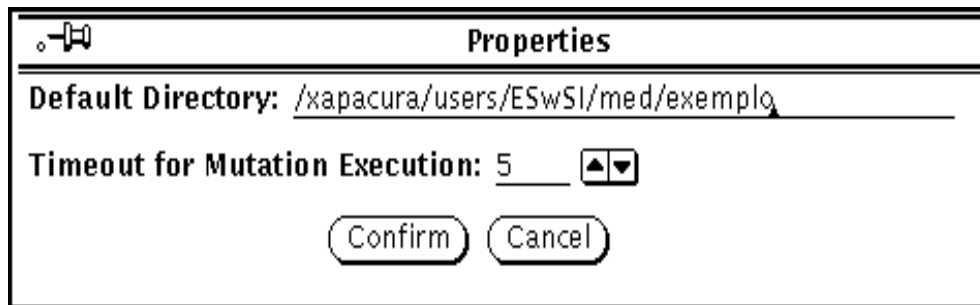 Properties
Default Directory: /xapacura/users/ESwSI/med/exemplo
Timeout for Mutation Execution: 5
Confirm Cancel